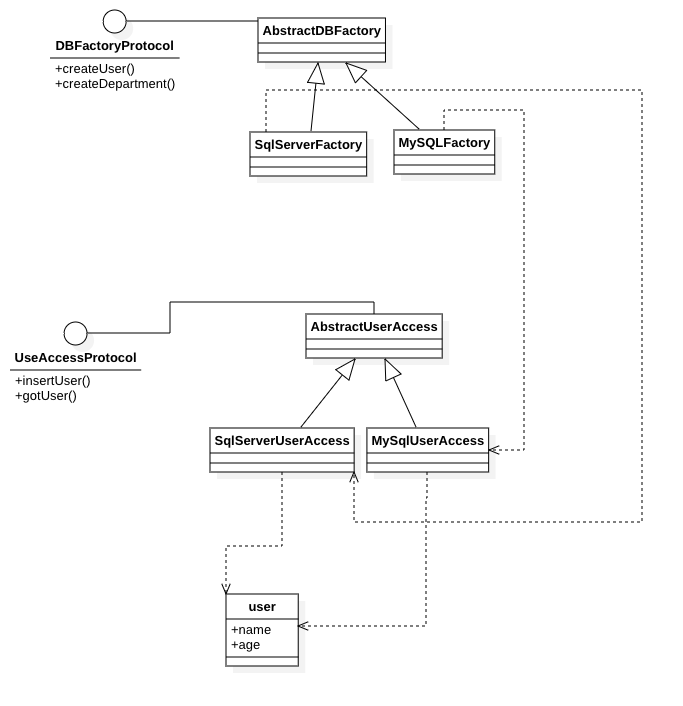 AbstractDBFactory
DBFactoryProtocol
+createUser()
+createDepartment()
SqlServerFactory
MySQLFactory
AbstractUserAccess
UseAccessProtocol
+insertUser()
+gotUser()
SqlServerUserAccess
MySqlUserAccess
user
+name
+age